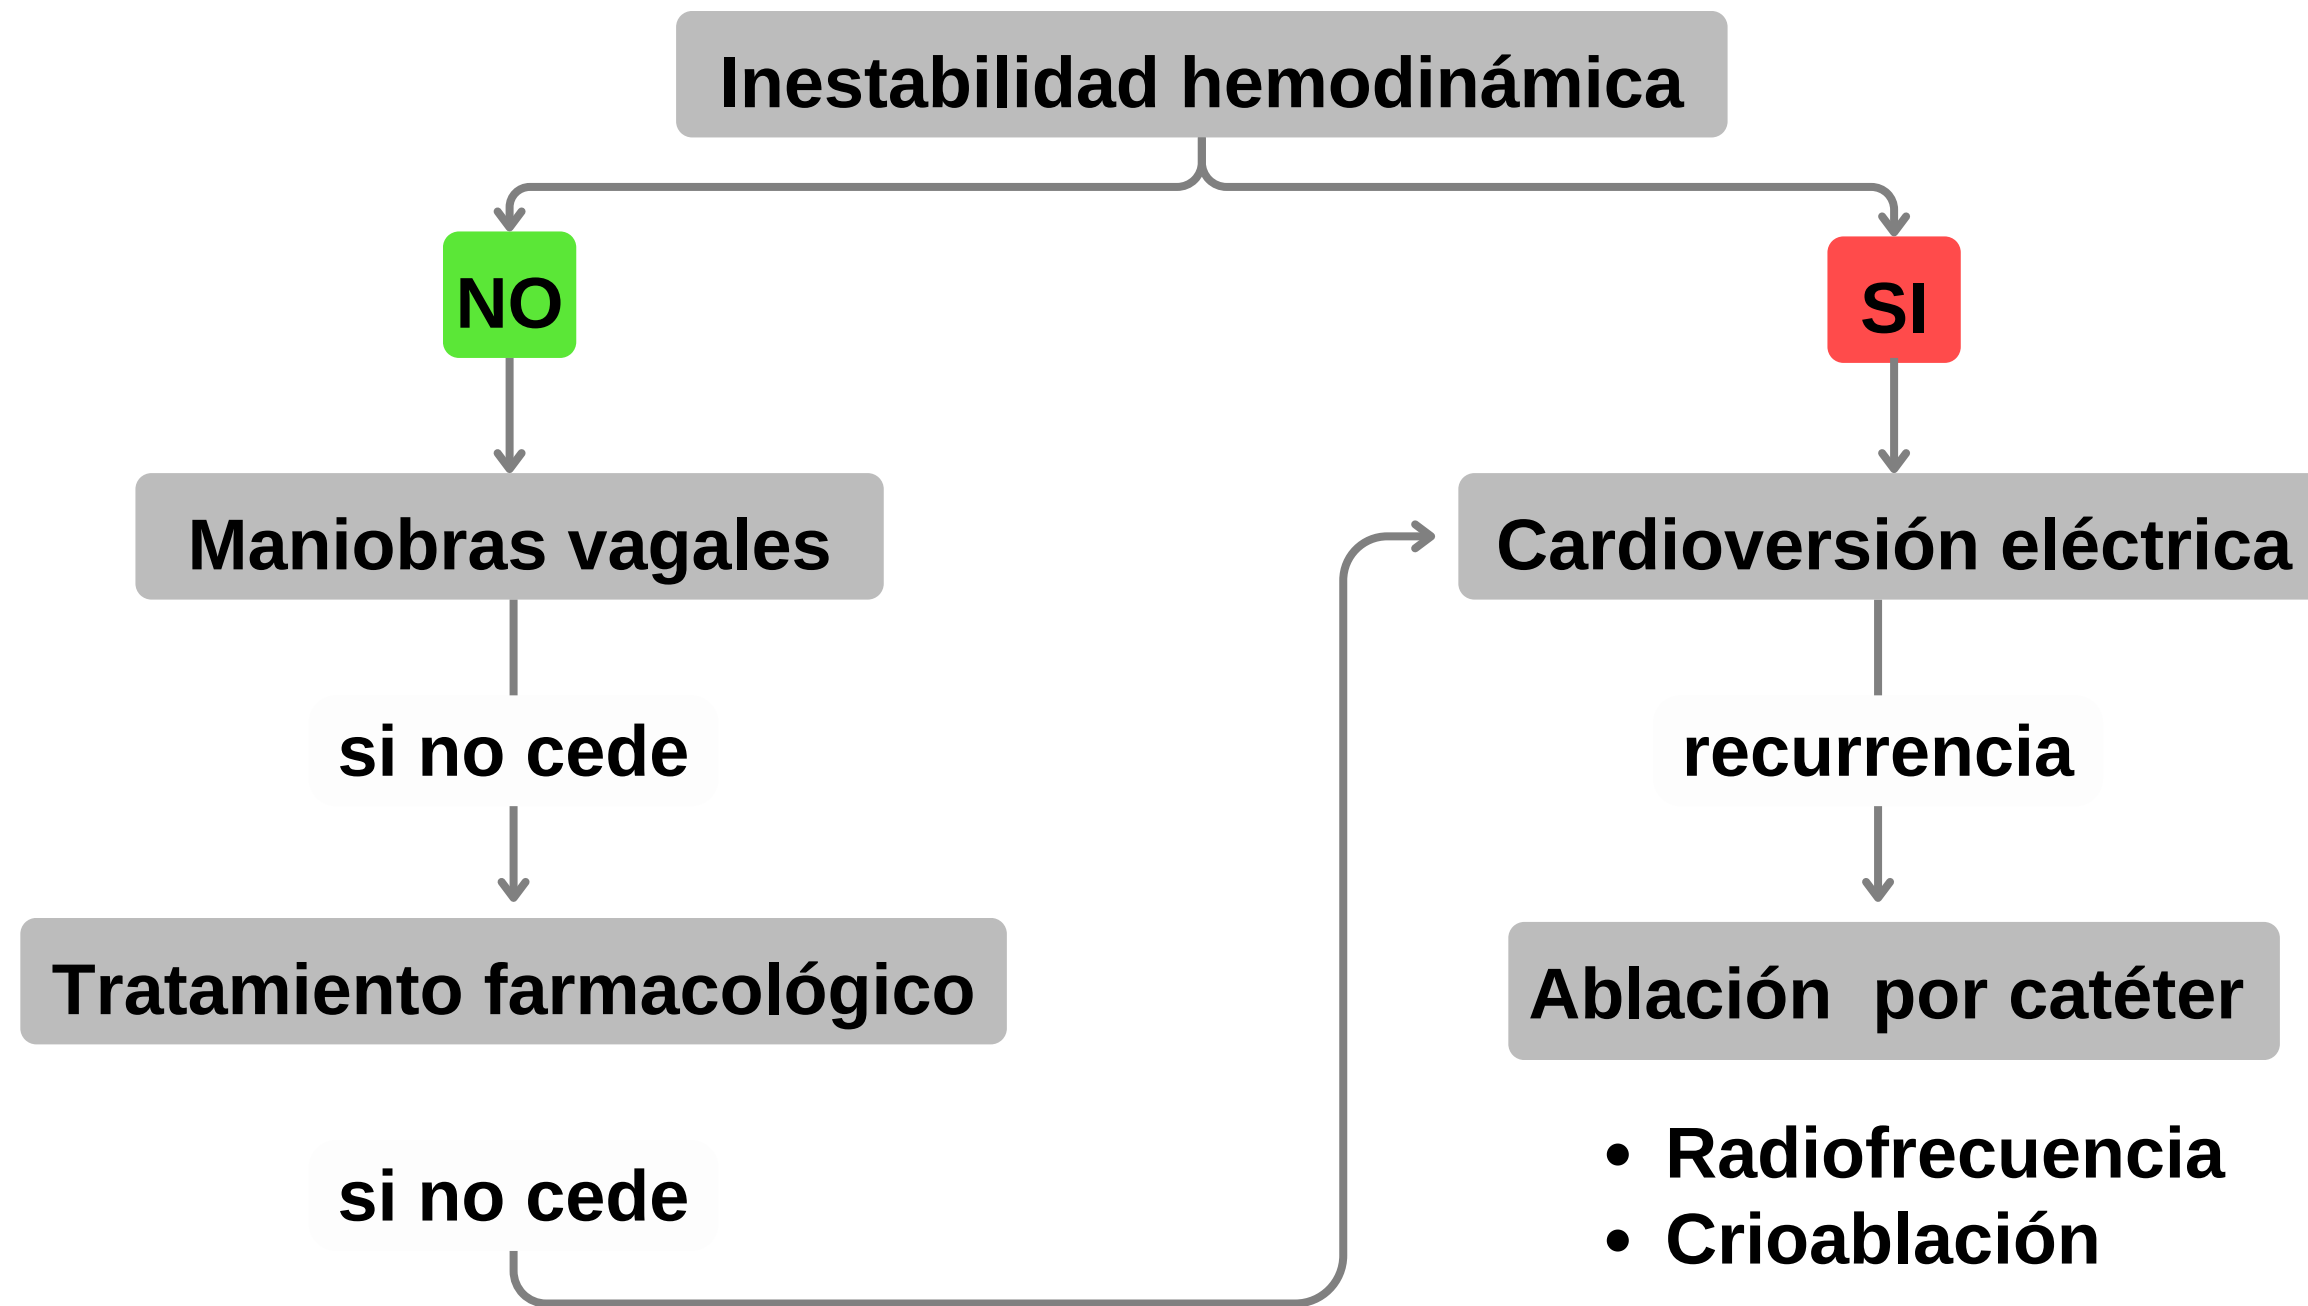 Inestabilidad hemodinámica
NO
SI
Maniobras vagales
Cardioversión eléctrica
si no cede
recurrencia
Tratamiento farmacológico
Ablación  por catéter
si no cede
• Radiofrecuencia
• Crioablación